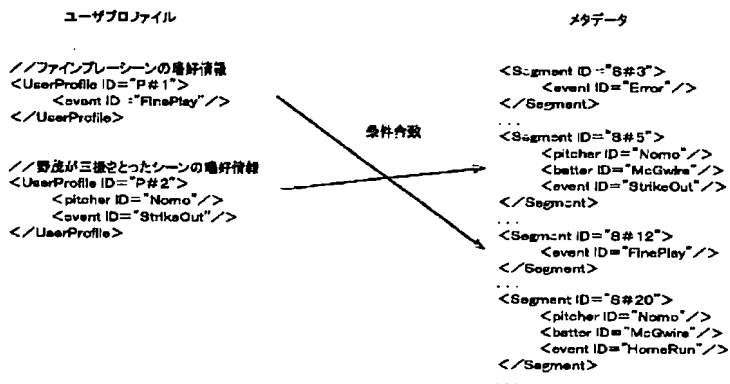 ユーザプロファイル
//ファインプレーシーンの嗜好情報
<UserProfile ID="P#1">
<event ID="FinePlay"/>
</UserProfile>
//野茂が三振をとったシーンの嗜好情報
<UserProfile ID="P#2">
<pitcher ID="Nomo"/>
<event ID="StrikeOut"/>
</UserProfile>
条件合致
メタデータ
<Segment ID="S#3">
<event ID="Error"/>
</Segment>
...
<Segment ID="S#5">
<pitcher ID="Nomo"/>
<batter ID="McGwire"/>
<event ID="StrikeOut"/>
</Segment>
...
<Segment ID="S#12">
<event ID="FinePlay"/>
</Segment>
...
<Segment ID="S#20">
<pitcher ID="Nomo"/>
<batter ID="McGwire"/>
<event ID="HomeRun"/>
</Segment>
...